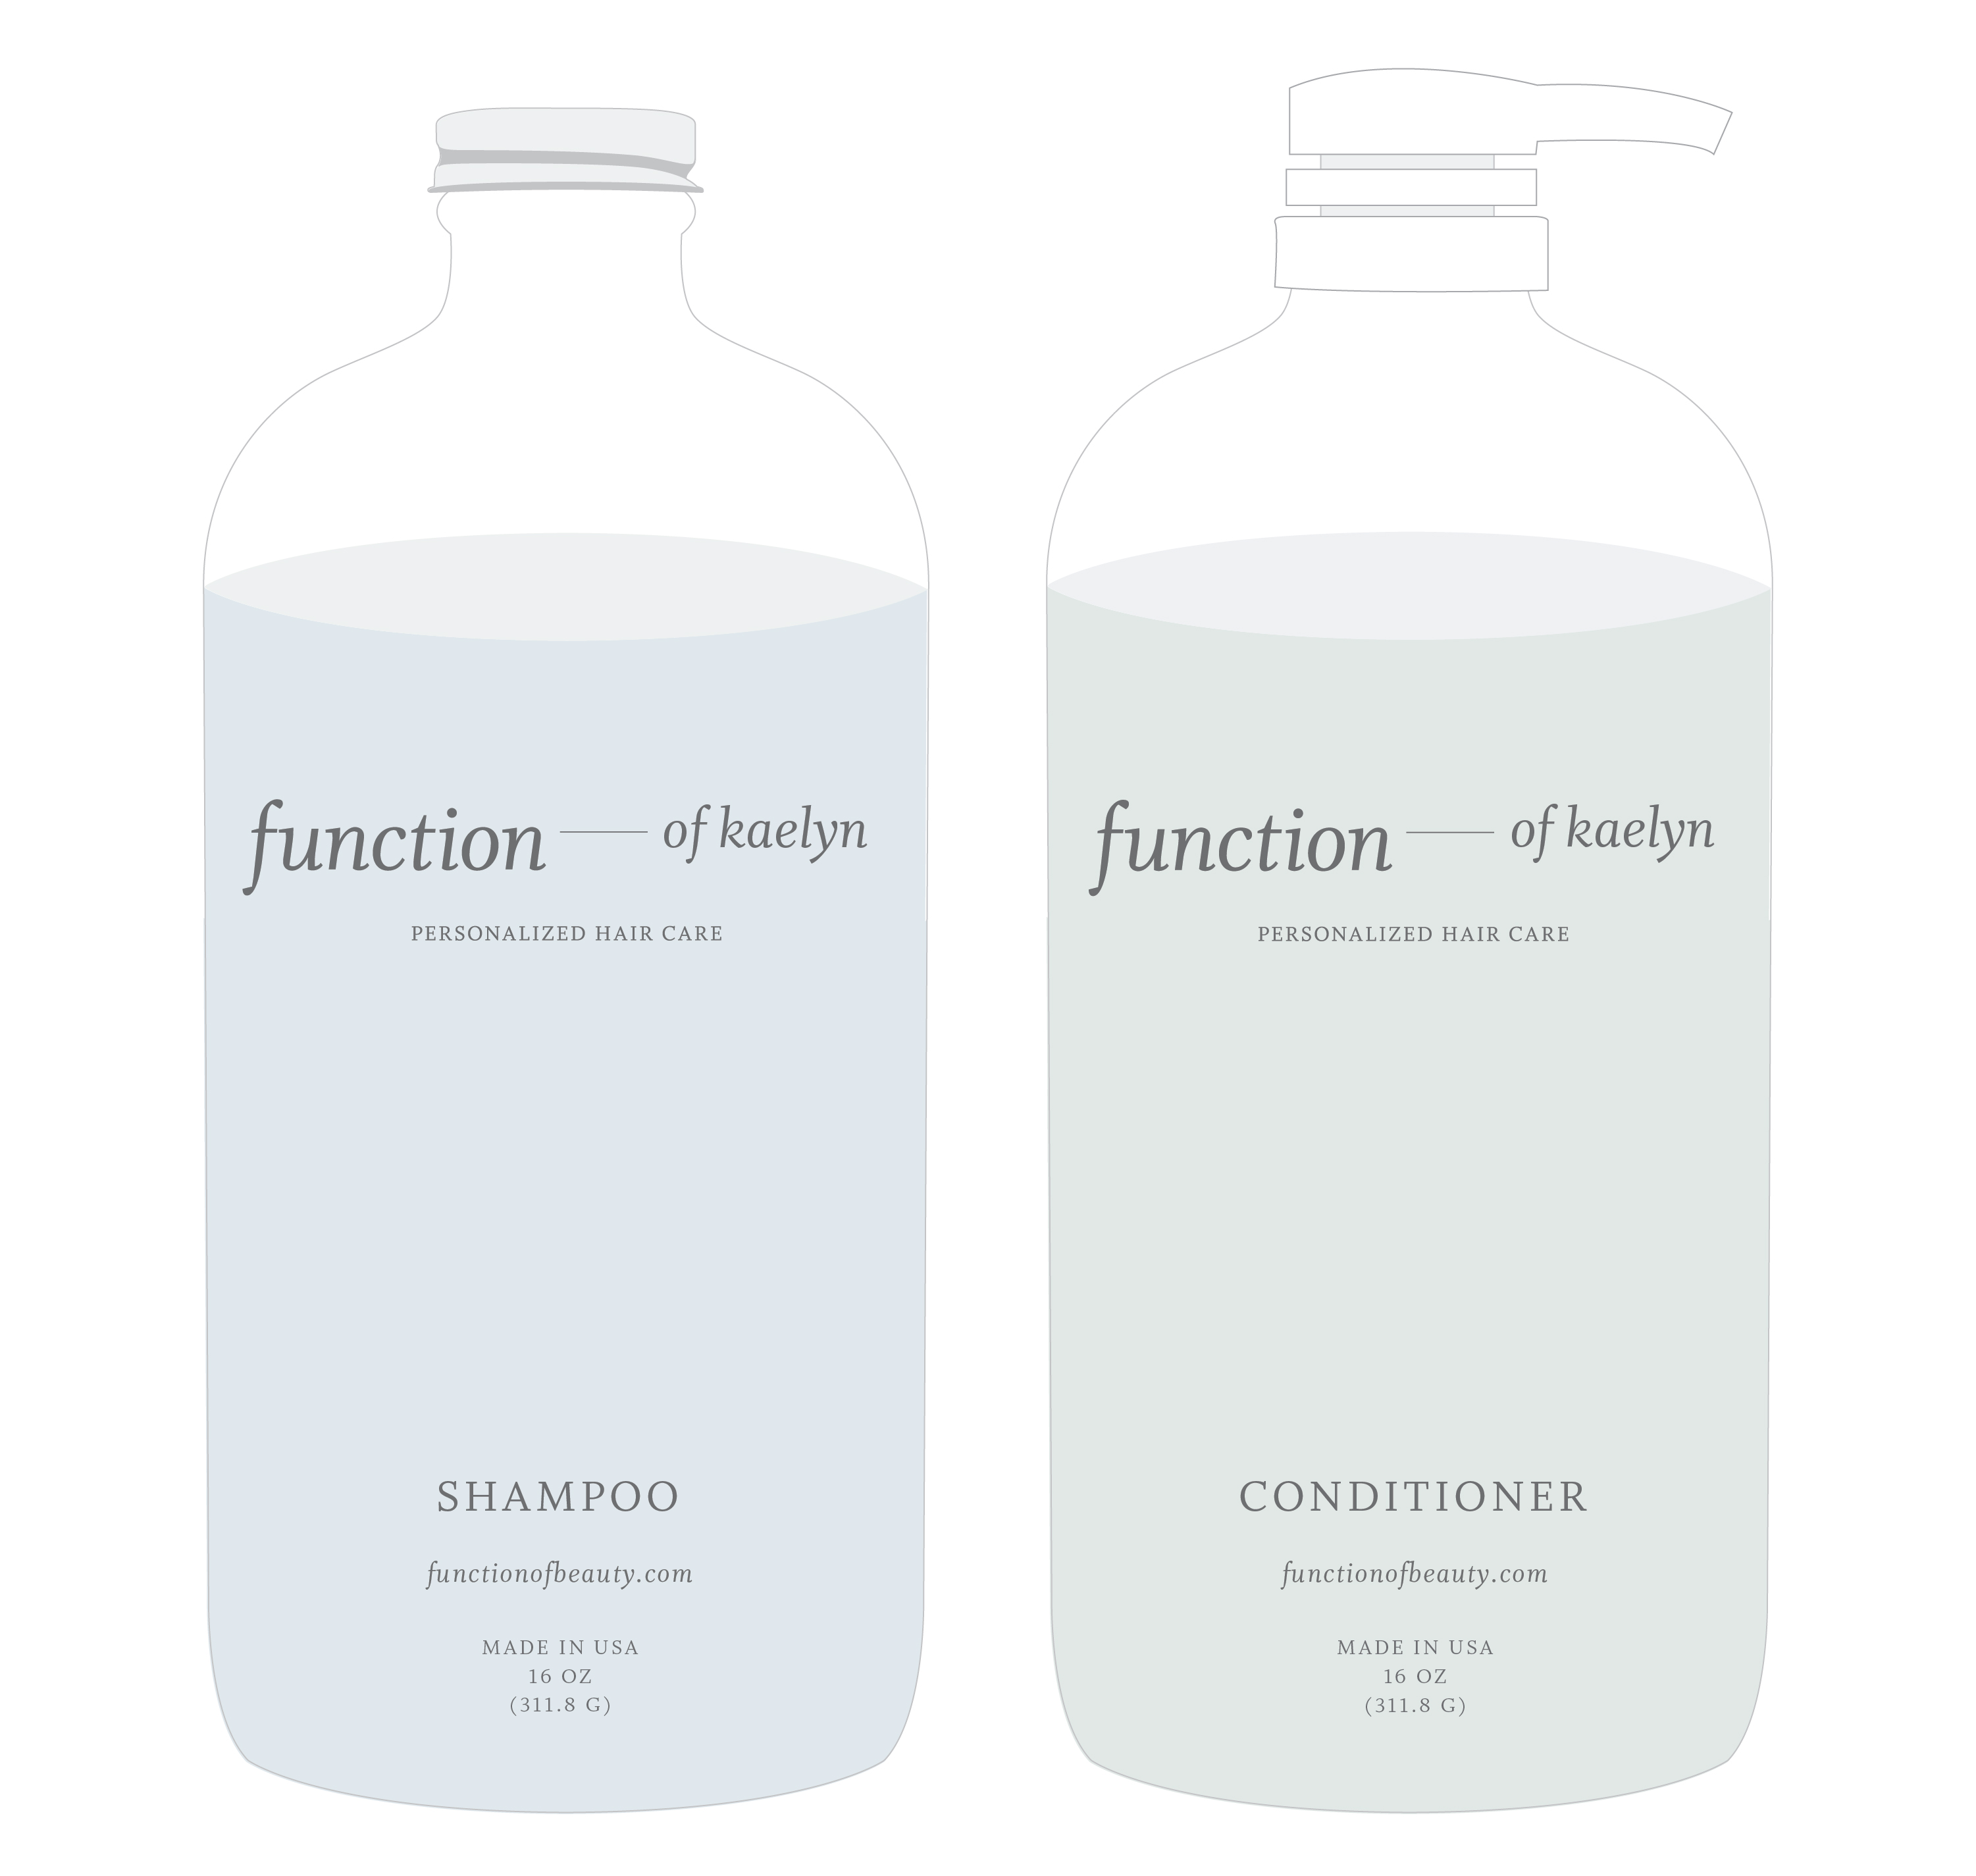 function — of kaelyn
PERSONALIZED HAIR CARE
SHAMPOO
functionofbeauty.com
MADE IN USA
16 OZ
(311.8 G)
function — of kaelyn
PERSONALIZED HAIR CARE
CONDITIONER
functionofbeauty.com
MADE IN USA
16 OZ
(311.8 G)